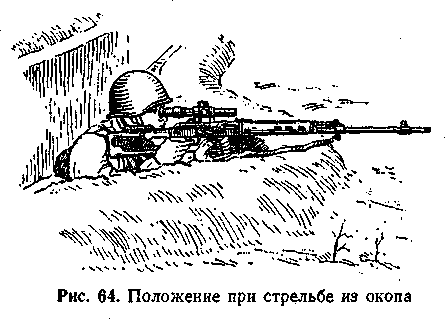 Рис. 64. Положение при стрельбе из окопа